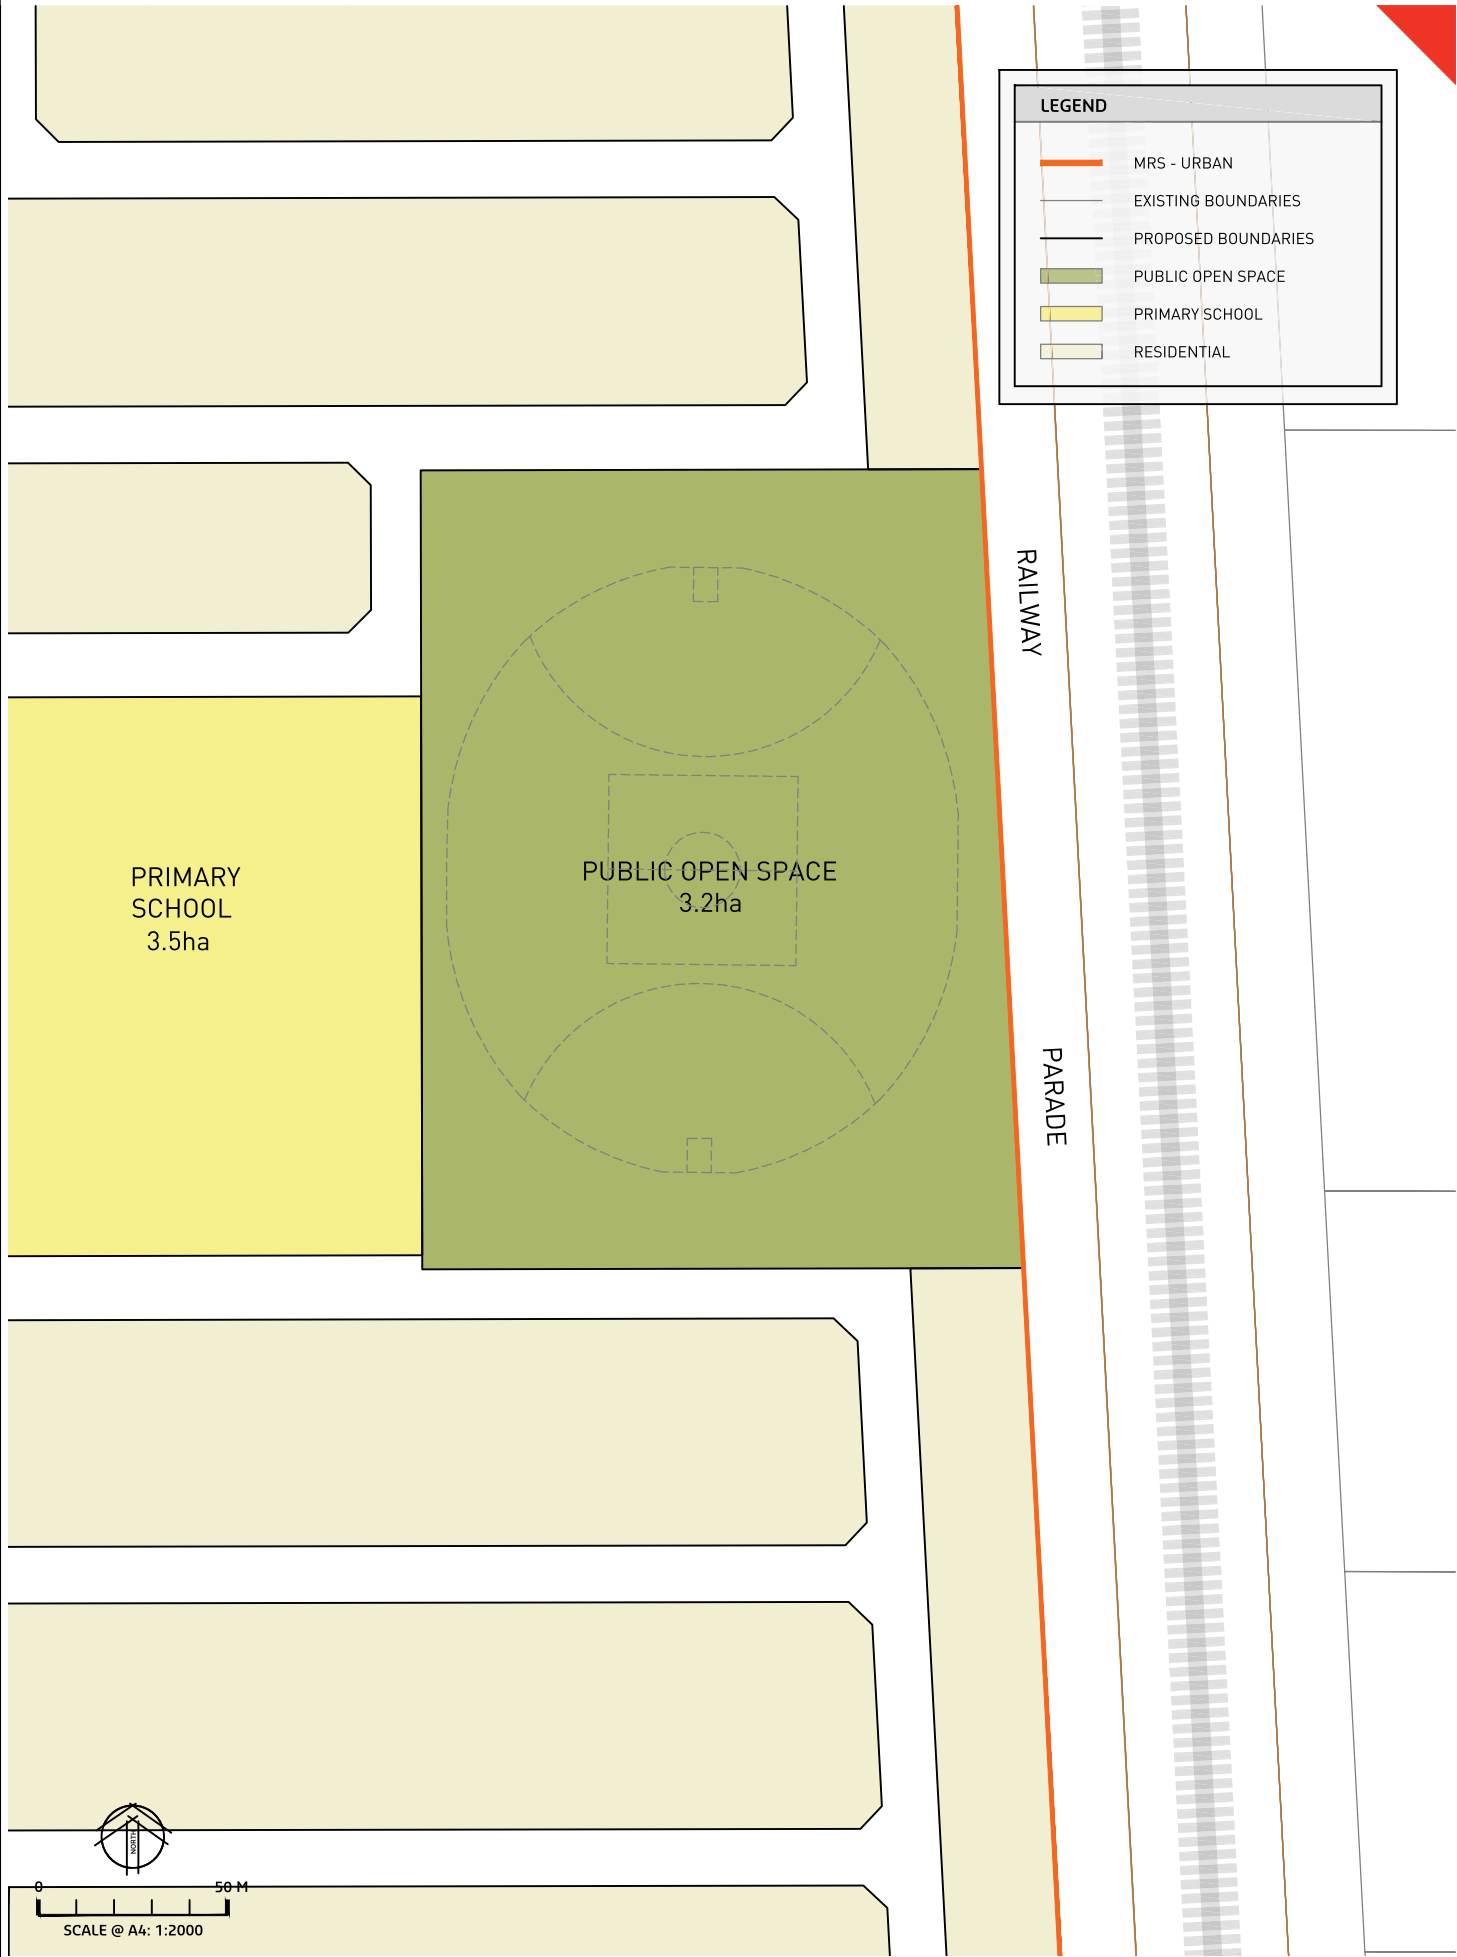 LEGEND
MRS - URBAN
EXISTING BOUNDARIES
PROPOSED BOUNDARIES
PUBLIC OPEN SPACE
PRIMARY SCHOOL
RESIDENTIAL
RAILWAY
PRIMARY
SCHOOL
3.5ha
PUBLIC OPEN SPACE
3.2ha
PARADE
NORTH
0 50 M
SCALE @ A4: 1:2000